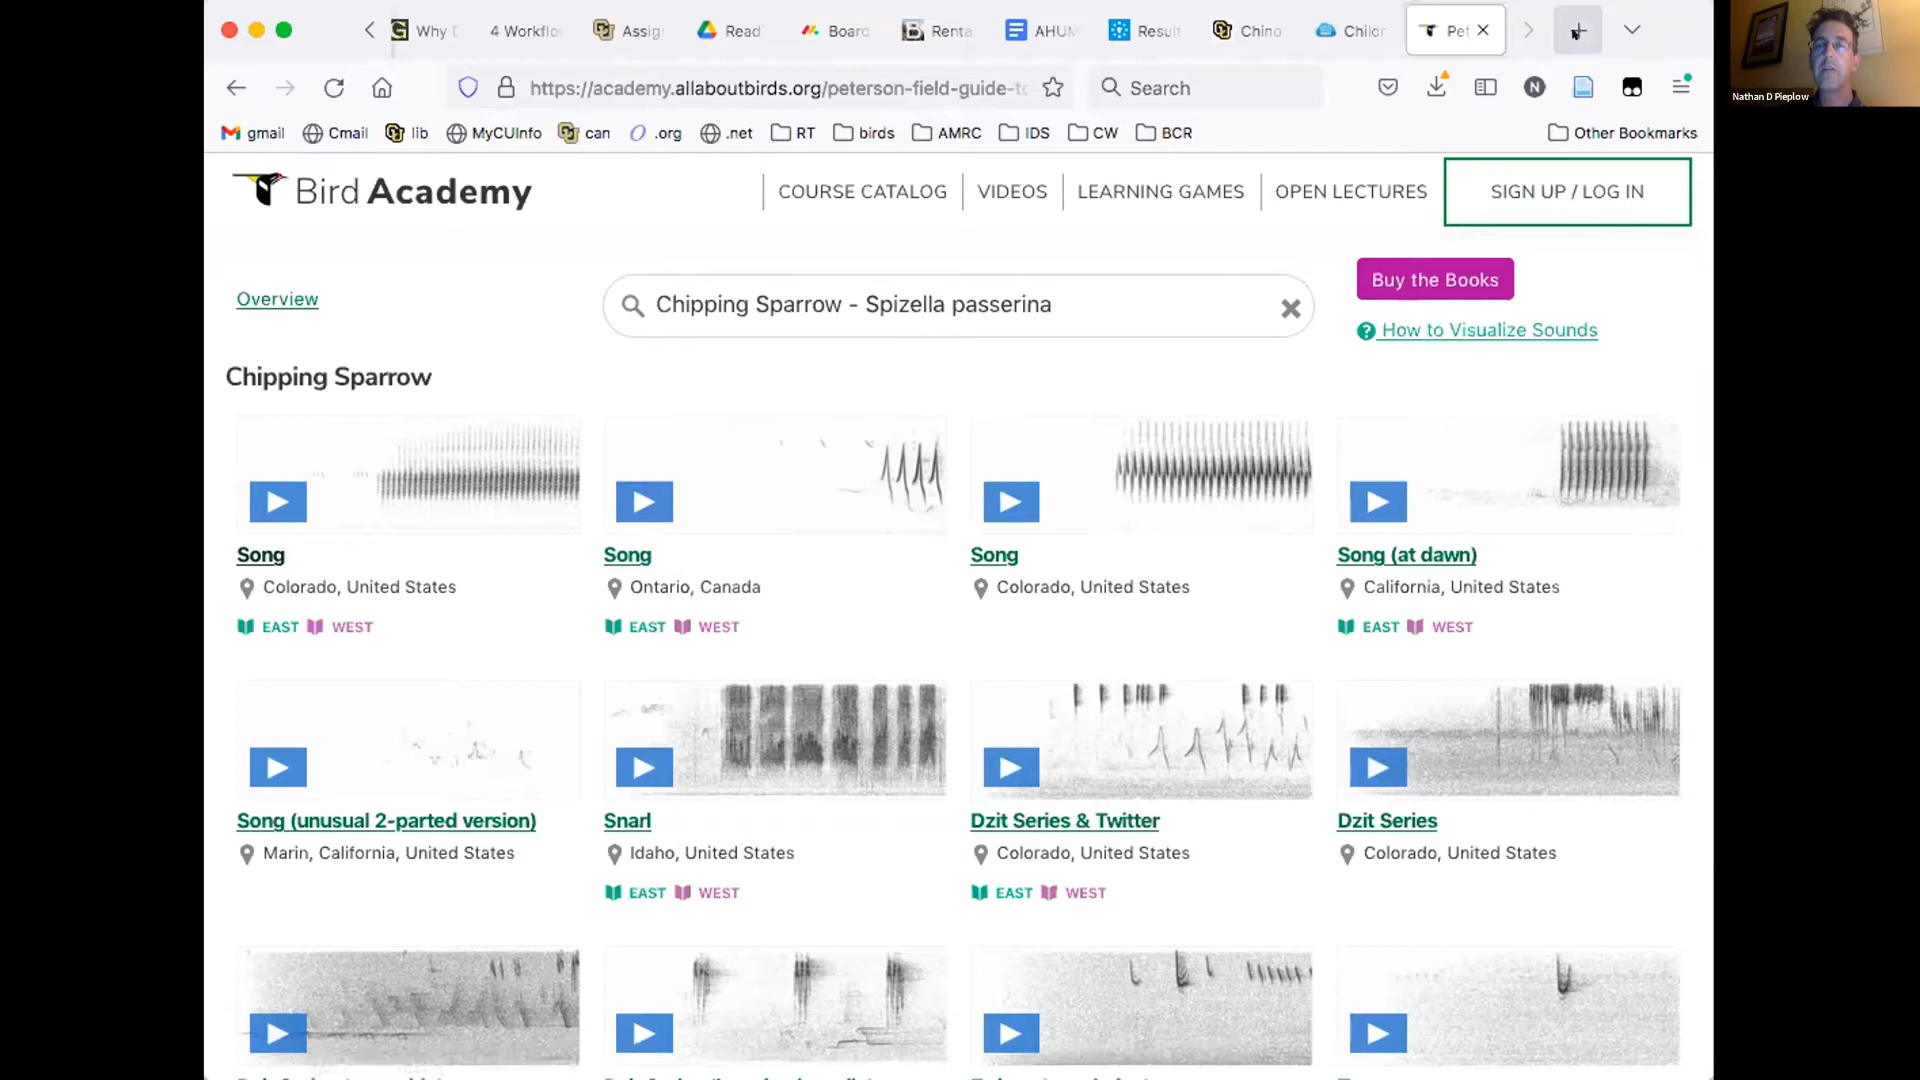 Why
4 Workflo
Assig
Read
Board
Renta
AHUM
Result
Chino
Childr
Pet
https://academy.allaboutbirds.org/peterson-field-guide-to
Search
gmail
Cmail
lib
MyCUInfo
can
.org
.net
RT
birds
AMRC
IDS
CW
BCR
Other Bookmarks
Nathan D Pieplow
Bird Academy
COURSE CATALOG
VIDEOS
LEARNING GAMES
OPEN LECTURES
SIGN UP / LOG IN
Overview
Chipping Sparrow - Spizella passerina
Buy the Books
How to Visualize Sounds
Chipping Sparrow
Song
Colorado, United States
EAST WEST
Song
Ontario, Canada
EAST WEST
Song
Colorado, United States
Song (at dawn)
California, United States
EAST WEST
Song (unusual 2-parted version)
Marin, California, United States
Snarl
Idaho, United States
EAST WEST
Dzit Series & Twitter
Colorado, United States
EAST WEST
Dzit Series
Colorado, United States